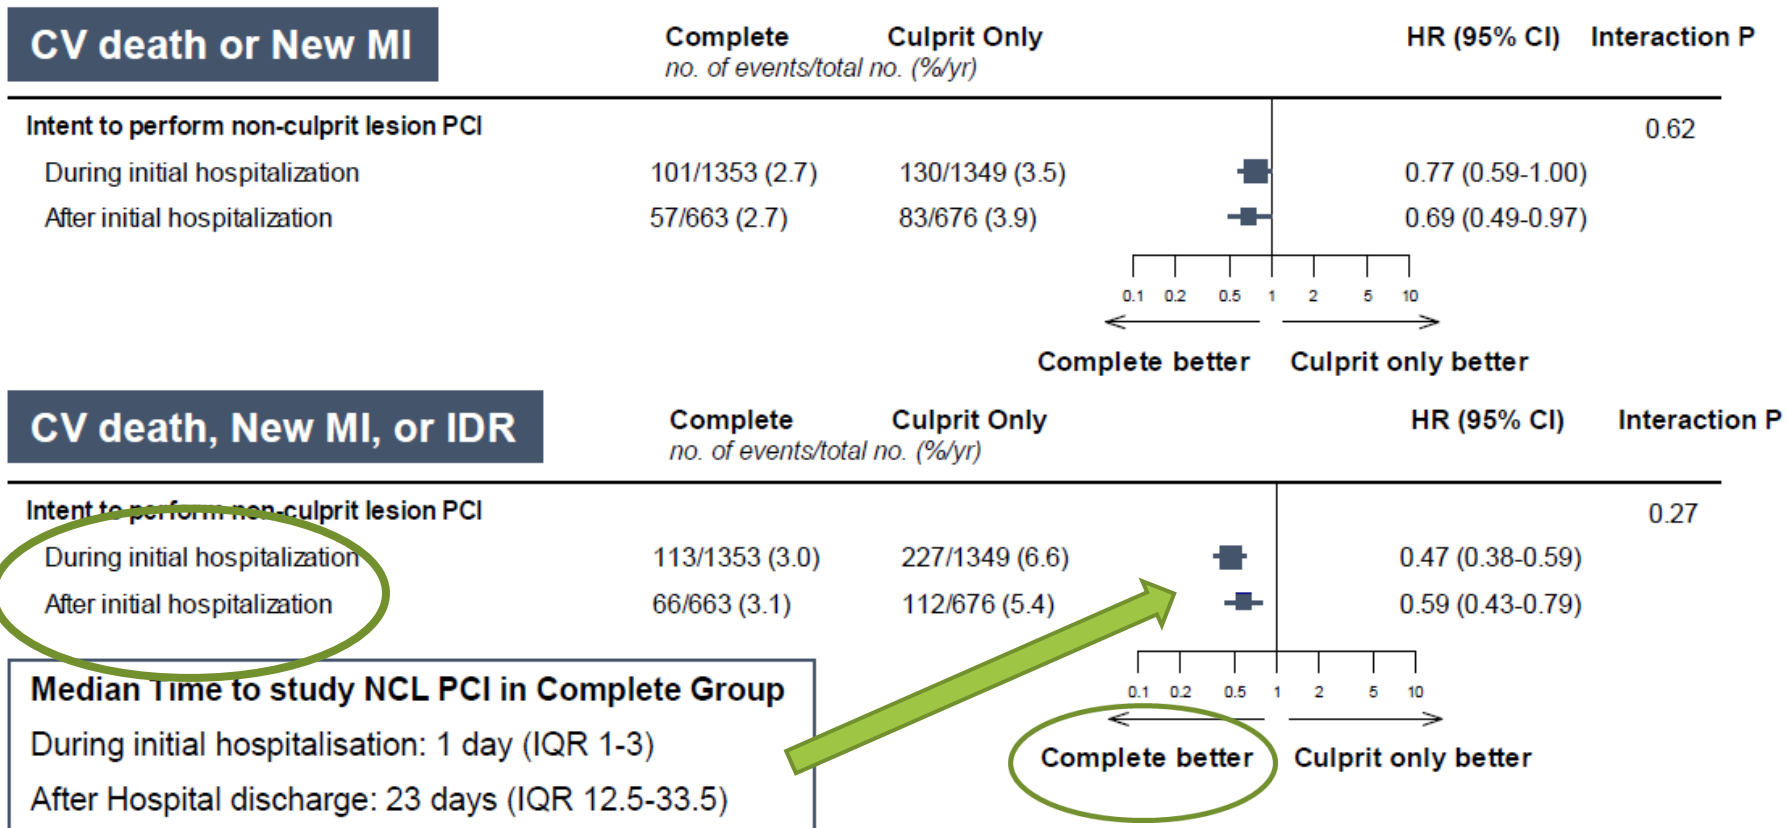 CV death or New MI Complete Culprit Only HR (95% CI) Interaction P
no. of events/total no. (%/yr)
Intent to perform non-culprit lesion PCI 0.62
During initial hospitalization 101/1353 (2.7) 130/1349 (3.5) 0.77 (0.59-1.00)
After initial hospitalization 57/663 (2.7) 83/676 (3.9) 0.69 (0.49-0.97)
0.1 0.2 0.5 1 2 5 10
Complete better Culprit only better
CV death, New MI, or IDR Complete Culprit Only HR (95% CI) Interaction P
no. of events/total no. (%/yr)
Intent to perform non-culprit lesion PCI 0.27
During initial hospitalization 113/1353 (3.0) 227/1349 (6.6) 0.47 (0.38-0.59)
After initial hospitalization 66/663 (3.1) 112/676 (5.4) 0.59 (0.43-0.79)
0.1 0.2 0.5 1 2 5 10
Complete better Culprit only better
Median Time to study NCL PCI in Complete Group
During initial hospitalisation: 1 day (IQR 1-3)
After Hospital discharge: 23 days (IQR 12.5-33.5)